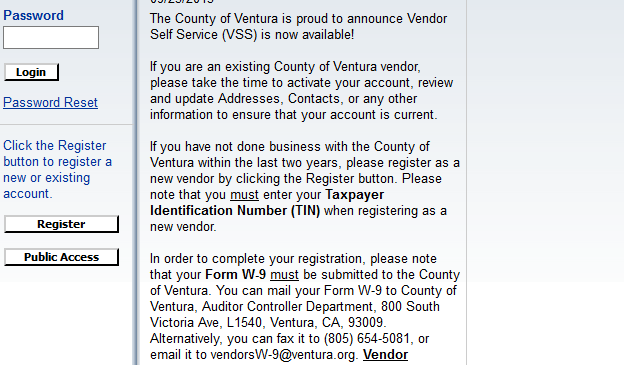 Password
Login
Password Reset
Click the Register
button to register a
new or existing
account.
Register
Public Access
The County of Ventura is proud to announce Vendor
Self Service (VSS) is now available!
If you are an existing County of Ventura vendor,
please take the time to activate your account, review
and update Addresses, Contacts, or any other
information to ensure that your account is current.
If you have not done business with the County of
Ventura within the last two years, please register as a
new vendor by clicking the Register button. Please
note that you must enter your Taxpayer
Identification Number (TIN) when registering as a
new vendor.
In order to complete your registration, please note
that your Form W-9 must be submitted to the County
of Ventura. You can mail your Form W-9 to County of
Ventura, Auditor Controller Department, 800 South
Victoria Ave, L1540, Ventura, CA, 93009.
Alternatively, you can fax it to (805) 654-5081, or
email it to vendorsW-9@ventura.org. Vendor